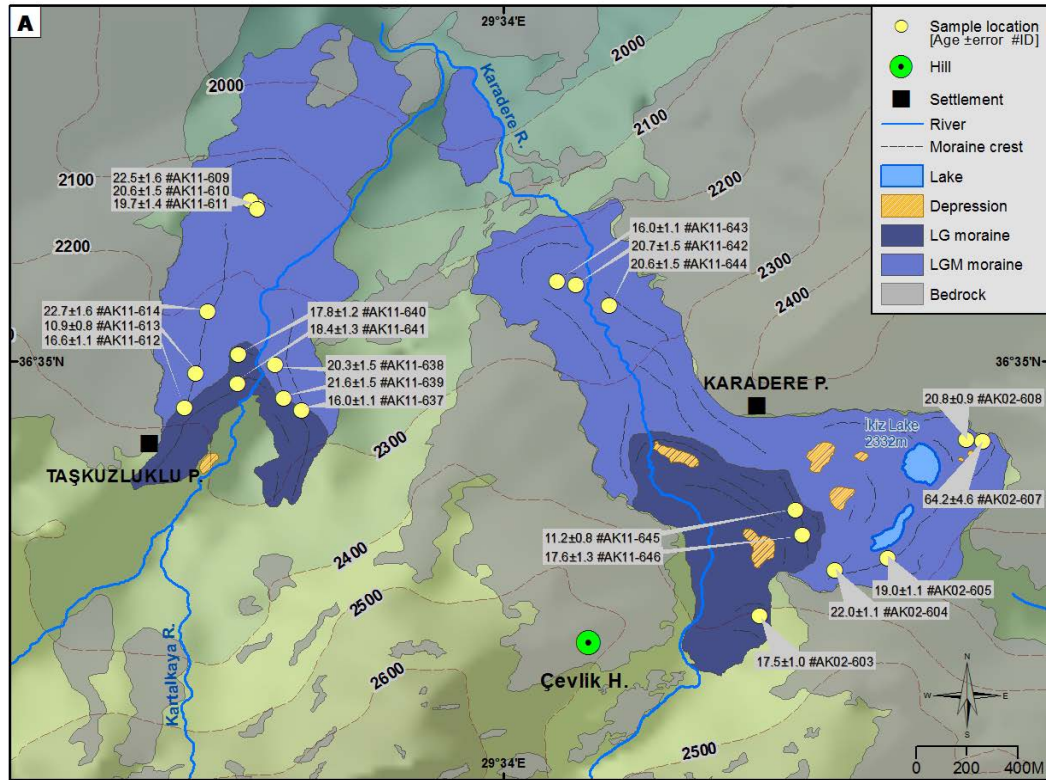 A
29°34'E
2000
2000
Karadere R.
2100
2100
2200
2200
2300
2400
22.5±1.6 #AK11-609
20.6±1.5 #AK11-610
19.7±1.4 #AK11-611
16.0±1.1 #AK11-643
20.7±1.5 #AK11-642
20.6±1.5 #AK11-644
22.7±1.6 #AK11-614
10.9±0.8 #AK11-613
16.6±1.1 #AK11-612
17.8±1.2 #AK11-640
18.4±1.3 #AK11-641
36°35'N
36°35'N
20.3±1.5 #AK11-638
21.6±1.5 #AK11-639
16.0±1.1 #AK11-637
KARADERE P.
20.8±0.9 #AK02-608
Ikiz Lake
2332m
2300
TAŞKUZLUKLU P.
64.2±4.6 #AK02-607
11.2±0.8 #AK11-645
17.6±1.3 #AK11-646
2400
19.0±1.1 #AK02-605
22.0±1.1 #AK02-604
2500
Kartalkaya R.
2600
Çevlik H.
17.5±1.0 #AK02-603
2500
29°34'E
Sample location
[Age ±error #ID]
Hill
Settlement
River
Moraine crest
Lake
Depression
LG moraine
LGM moraine
Bedrock
N
W E
S
0 200 400M